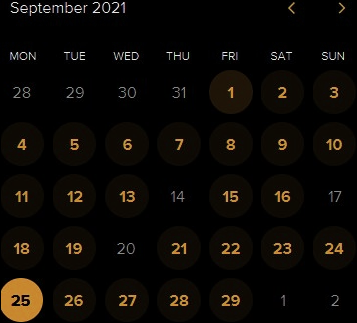 September 2021
MON TUE WED THU FRI SAT SUN
28 29 30 31 1 2 3
4 5 6 7 8 9 10
11 12 13 14 15 16 17
18 19 20 21 22 23 24
25 26 27 28 29 1 2